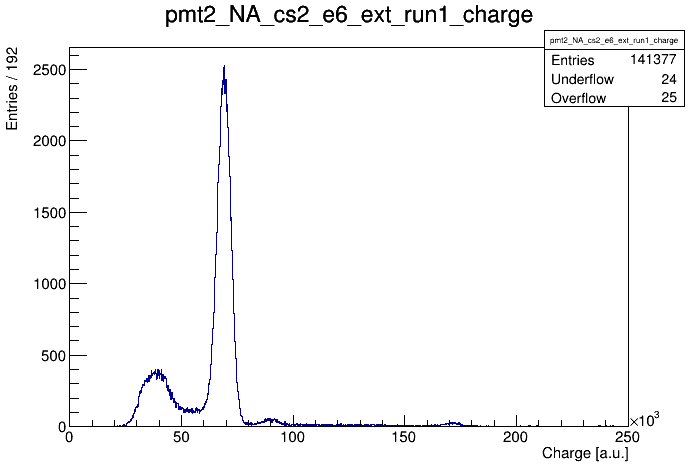 pmt2_NA_cs2_e6_ext_run1_charge
pmt2_NA_cs2_e6_ext_run1_charge
Entries 141377
Underflow 24
Overflow 25
Entries / 192
2500
2000
1500
1000
500
0
0 50 100 150 200 250
×10³
Charge [a.u.]